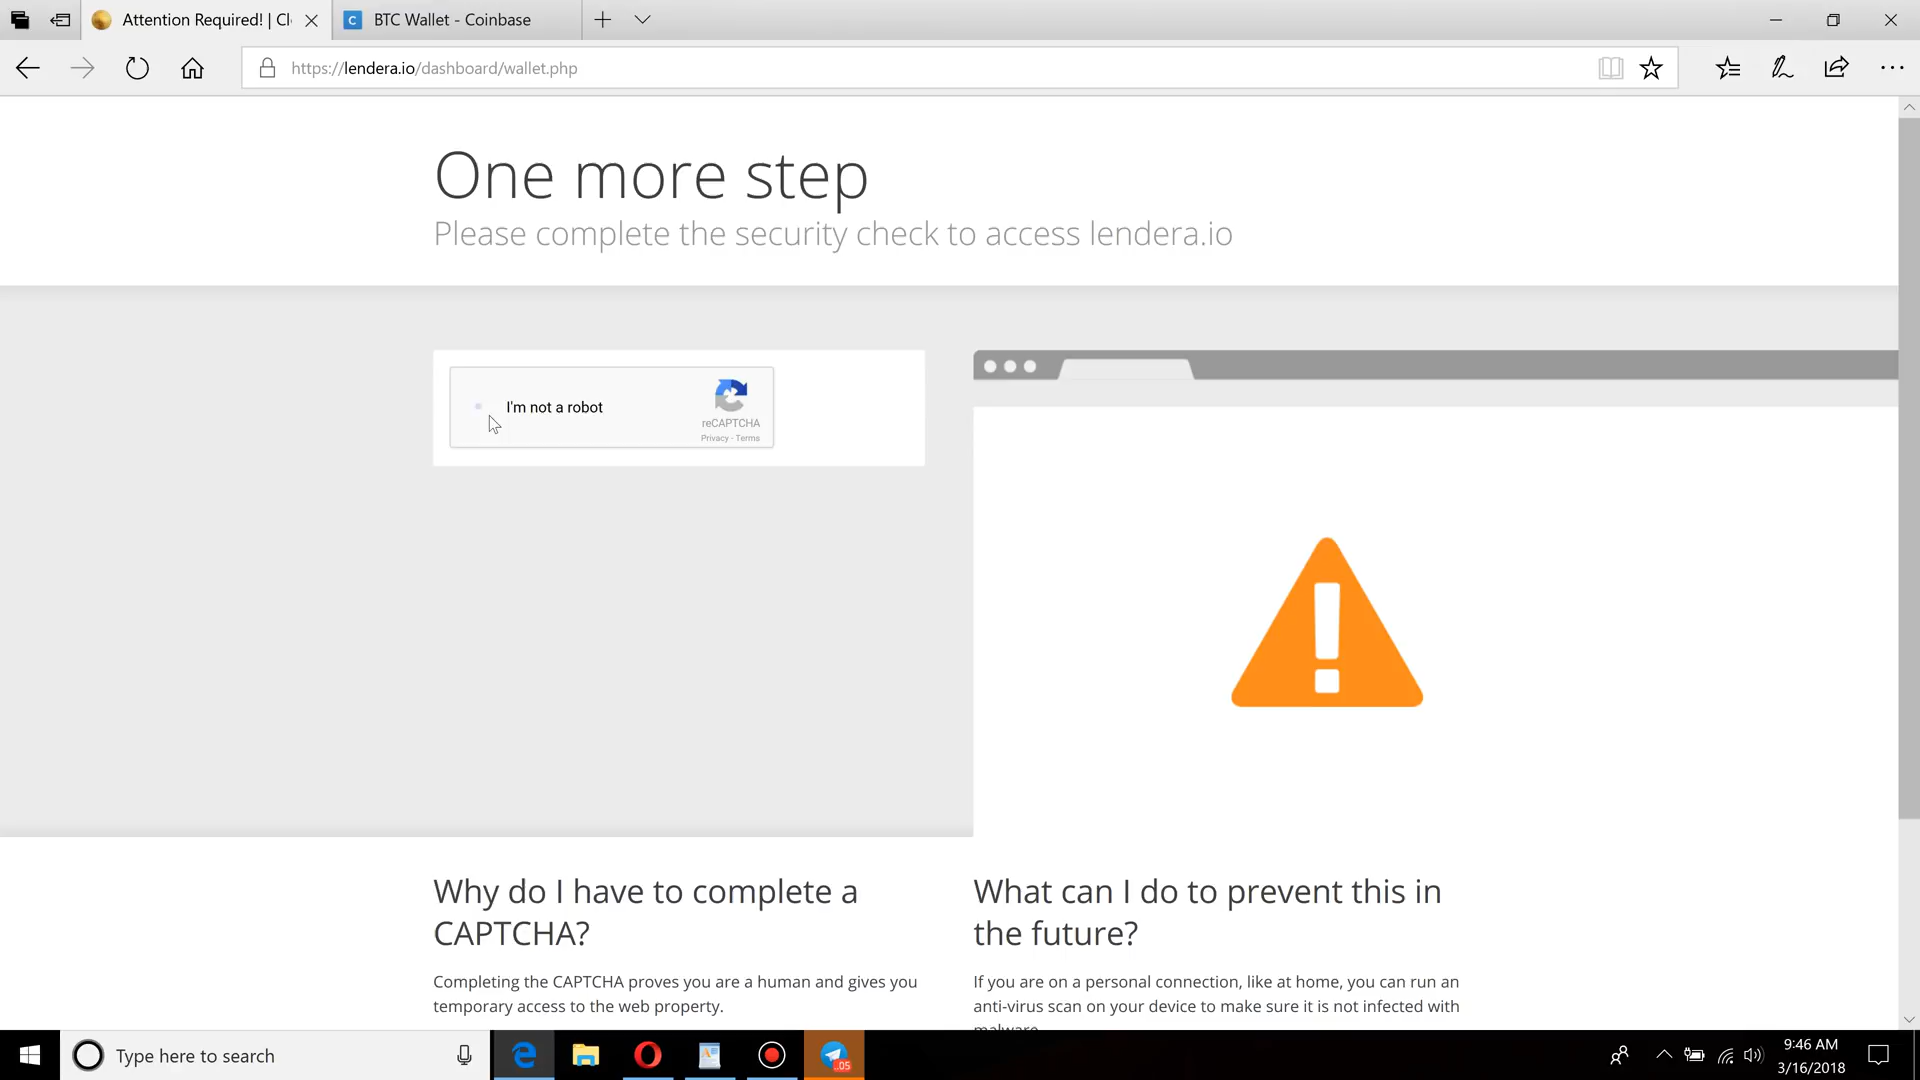 Attention Required! | Cl
BTC Wallet - Coinbase
https://lendera.io/dashboard/wallet.php
One more step
Please complete the security check to access lendera.io
I'm not a robot
reCAPTCHA
Privacy - Terms
Why do I have to complete a
CAPTCHA?
Completing the CAPTCHA proves you are a human and gives you
temporary access to the web property.
What can I do to prevent this in
the future?
If you are on a personal connection, like at home, you can run an
anti-virus scan on your device to make sure it is not infected with
malware.
Type here to search
.05
9:46 AM
3/16/2018